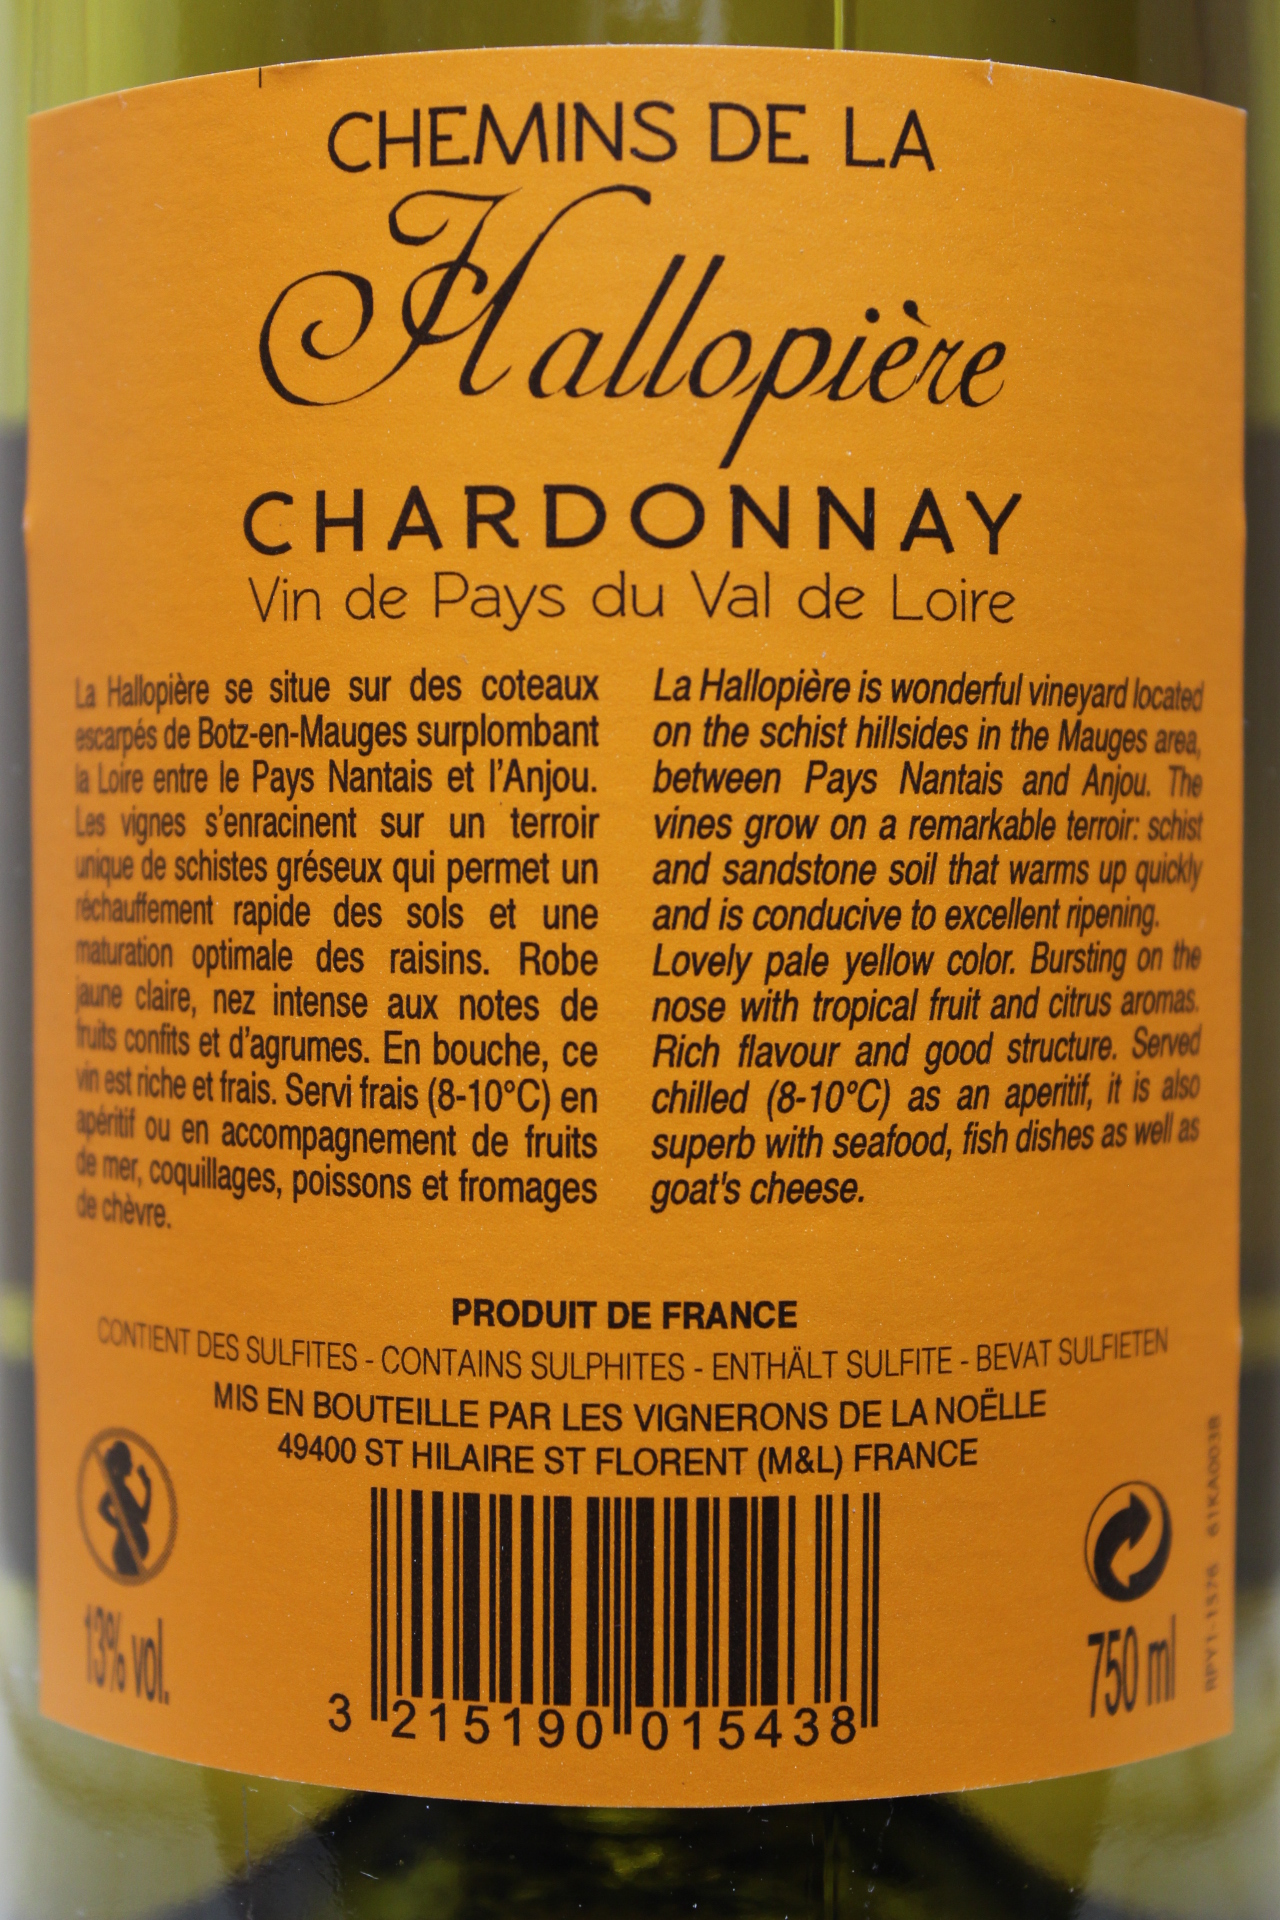 CHEMINS DE LA
Hallopière
CHARDONNAY
Vin de Pays du Val de Loire
La Hallopière se situe sur des coteaux
escarpés de Botz-en-Mauges surplombant
la Loire entre le Pays Nantais et l'Anjou.
Les vignes s'enracinent sur un terroir
unique de schistes gréseux qui permet un
réchauffement rapide des sols et une
maturation optimale des raisins. Robe
jaune claire, nez intense aux notes de
fruits confits et d'agrumes. En bouche, ce
vin est riche et frais. Servi frais (8-10°C) en
apéritif ou en accompagnement de fruits
de mer, coquillages, poissons et fromages
de chèvre.
La Hallopière is wonderful vineyard located
on the schist hillsides in the Mauges area,
between Pays Nantais and Anjou. The
vines grow on a remarkable terroir: schist
and sandstone soil that warms up quickly
and is conducive to excellent ripening.
Lovely pale yellow color. Bursting on the
nose with tropical fruit and citrus aromas.
Rich flavour and good structure. Served
chilled (8-10°C) as an aperitif, it is also
superb with seafood, fish dishes as well as
goat's cheese.
PRODUIT DE FRANCE
CONTIENT DES SULFITES - CONTAINS SULPHITES - ENTHÄLT SULFITE - BEVAT SULFIETEN
MIS EN BOUTEILLE PAR LES VIGNERONS DE LA NOËLLE
49400 ST HILAIRE ST FLORENT (M&L) FRANCE
13% vol.
3 215190 015438
750 ml
RPY1-1576 61KA003B